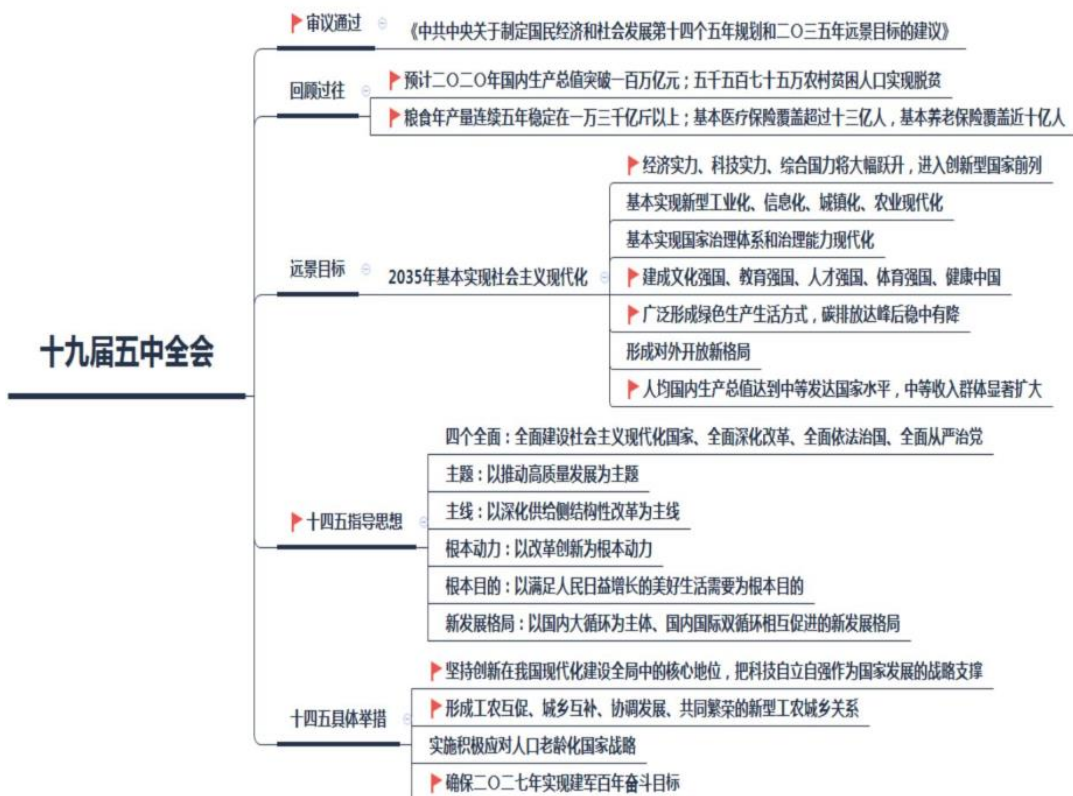 十九届五中全会
审议通过
《中共中央关于制定国民经济和社会发展第十四个五年规划和二〇三五年远景目标的建议》
回顾过往
预计二〇二〇年国内生产总值突破一百万亿元；五千五百七十五万农村贫困人口实现脱贫
粮食年产量连续五年稳定在一万三千亿斤以上；基本医疗保险覆盖超过十三亿人，基本养老保险覆盖近十亿人
远景目标
2035年基本实现社会主义现代化
经济实力、科技实力、综合国力将大幅跃升，进入创新型国家前列
基本实现新型工业化、信息化、城镇化、农业现代化
基本实现国家治理体系和治理能力现代化
建成文化强国、教育强国、人才强国、体育强国、健康中国
广泛形成绿色生产生活方式，碳排放达峰后稳中有降
形成对外开放新格局
人均国内生产总值达到中等发达国家水平，中等收入群体显著扩大
十四五指导思想
四个全面：全面建设社会主义现代化国家、全面深化改革、全面依法治国、全面从严治党
主题：以推动高质量发展为主题
主线：以深化供给侧结构性改革为主线
根本动力：以改革创新为根本动力
根本目的：以满足人民日益增长的美好生活需要为根本目的
新发展格局：以国内大循环为主体、国内国际双循环相互促进的新发展格局
十四五具体举措
坚持创新在我国现代化建设全局中的核心地位，把科技自立自强作为国家发展的战略支撑
形成工农互促、城乡互补、协调发展、共同繁荣的新型工农城乡关系
实施积极应对人口老龄化国家战略
确保二〇二七年实现建军百年奋斗目标